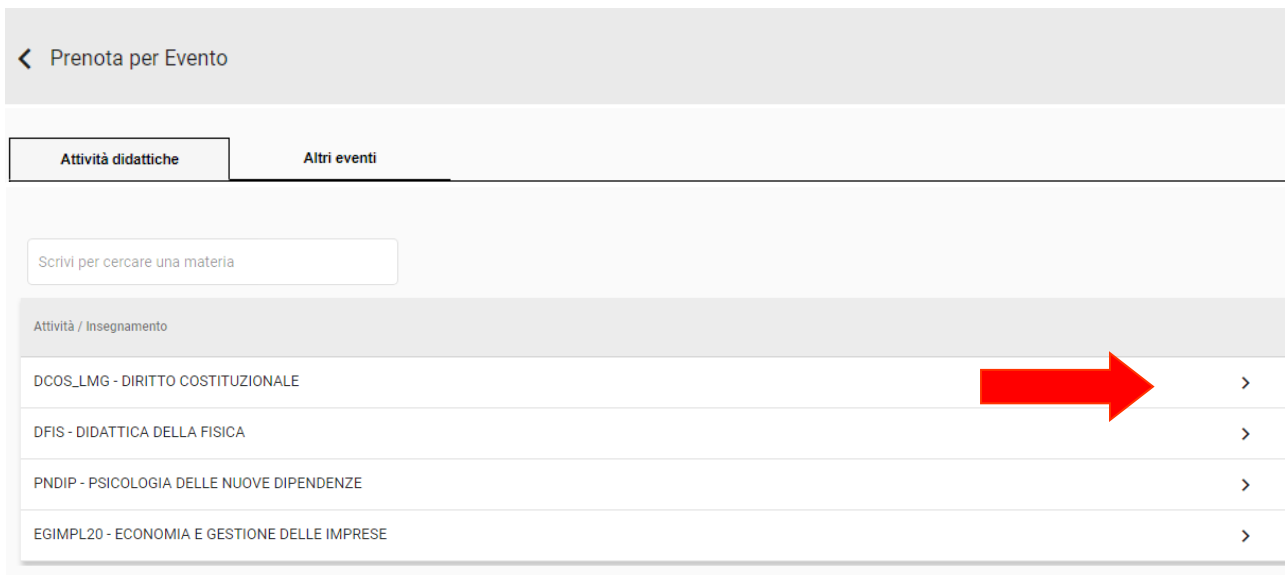 Prenota per Evento
Attività didattiche
Altri eventi
Scrivi per cercare una materia
Attività / Insegnamento
DCOS_LMG - DIRITTO COSTITUZIONALE
DFIS - DIDATTICA DELLA FISICA
PNDIP - PSICOLOGIA DELLE NUOVE DIPENDENZE
EGIMPL20 - ECONOMIA E GESTIONE DELLE IMPRESE